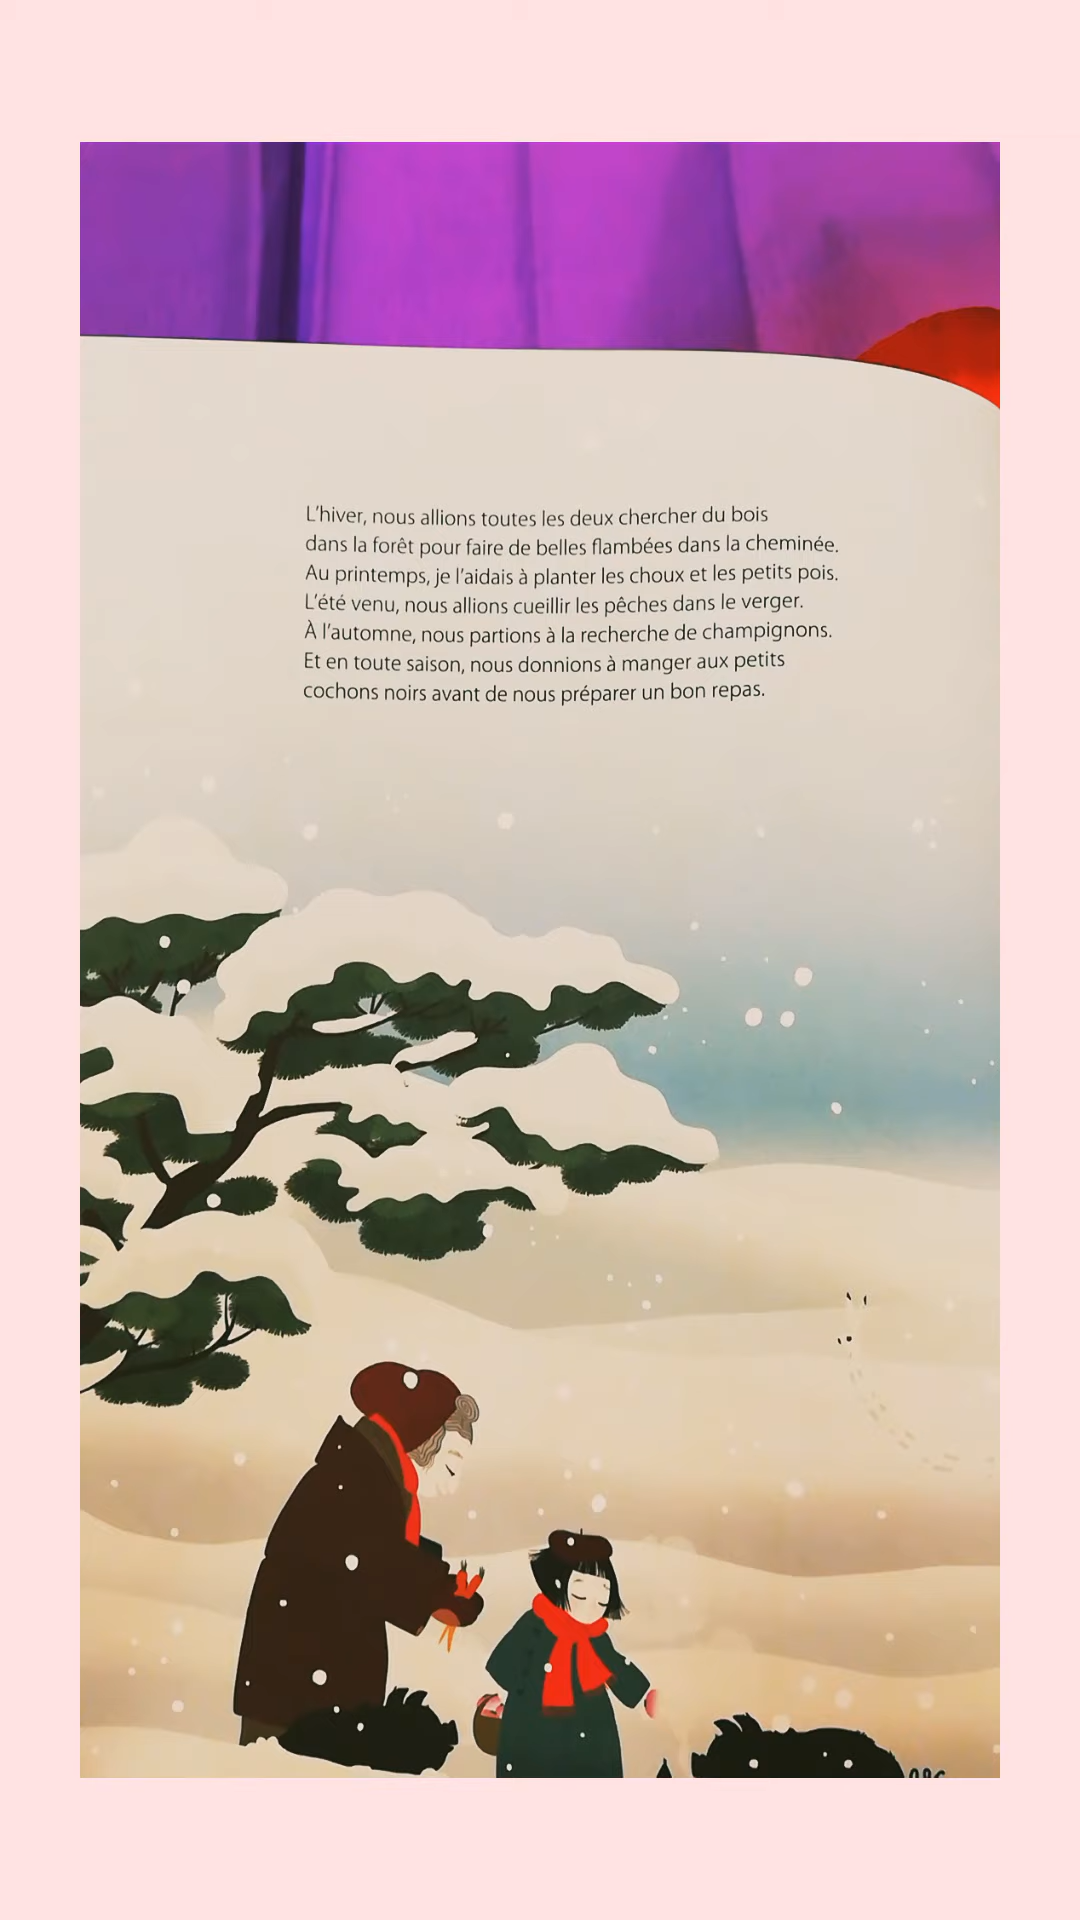 L'hiver, nous allions toutes les deux chercher du bois
dans la forêt pour faire de belles flambées dans la cheminée.
Au printemps, je l'aidais à planter les choux et les petits pois.
L'été venu, nous allions cueillir les pêches dans le verger.
À l'automne, nous partions à la recherche de champignons.
Et en toute saison, nous donnions à manger aux petits
cochons noirs avant de nous préparer un bon repas.